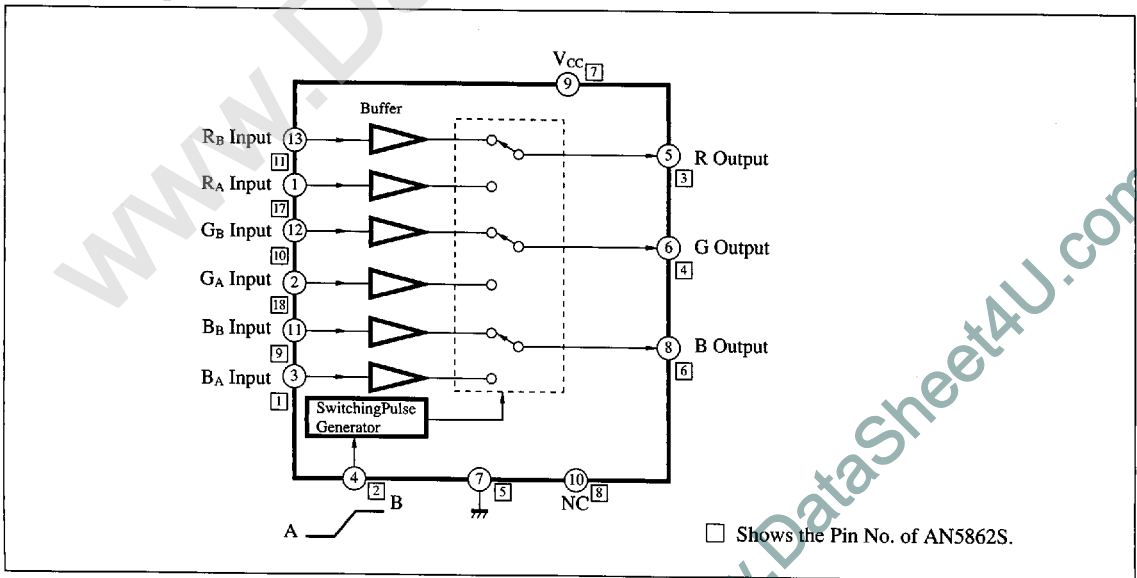 www.Da
VCC 7
9
Buffer
RB Input 13
11
5 R Output
3
RA Input 1
17
GB Input 12
10
6 G Output
4
GA Input 2
18
BB Input 11
9
8 B Output
6
BA Input 3
1
SwitchingPulse
Generator
4 7 10
2 5 8
B NC
A
□ Shows the Pin No. of AN5862S.
w.DataSheet4U.com